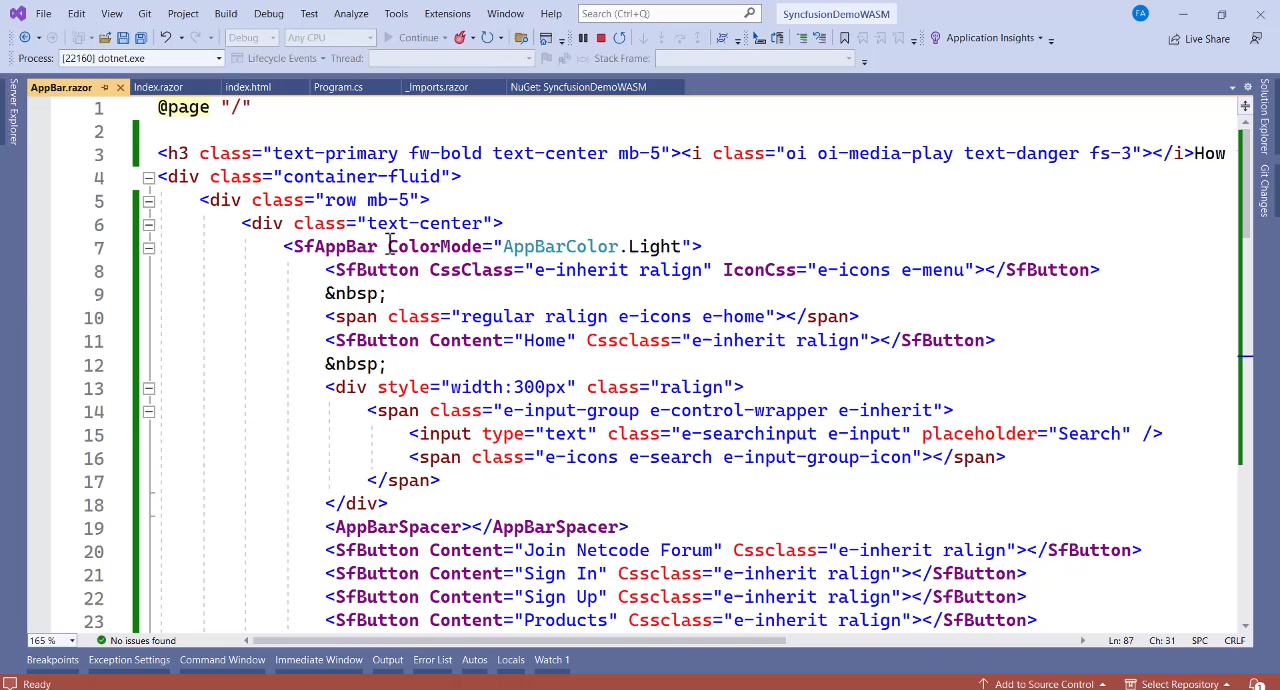 File Edit View Git Project Build Debug Test Analyze Tools Extensions Window Help Search (Ctrl+Q) SyncfusionDemoWASM FA
Debug Any CPU Continue Application Insights Live Share
Process: [22160] dotnet.exe Lifecycle Events Thread: Stack Frame:
AppBar.razor Index.razor index.html Program.cs _Imports.razor NuGet: SyncfusionDemoWASM
Server Explorer
Solution Explorer
Git Changes
1 @page "/"
2
3 <h3 class="text-primary fw-bold text-center mb-5"><i class="oi oi-media-play text-danger fs-3"></i>How
4 <div class="container-fluid">
5 <div class="row mb-5">
6 <div class="text-center">
7 <SfAppBar ColorMode="AppBarColor.Light">
8 <SfButton CssClass="e-inherit ralign" IconCss="e-icons e-menu"></SfButton>
9 &nbsp;
10 <span class="regular ralign e-icons e-home"></span>
11 <SfButton Content="Home" Cssclass="e-inherit ralign"></SfButton>
12 &nbsp;
13 <div style="width:300px" class="ralign">
14 <span class="e-input-group e-control-wrapper e-inherit">
15 <input type="text" class="e-searchinput e-input" placeholder="Search" />
16 <span class="e-icons e-search e-input-group-icon"></span>
17 </span>
18 </div>
19 <AppBarSpacer></AppBarSpacer>
20 <SfButton Content="Join Netcode Forum" Cssclass="e-inherit ralign"></SfButton>
21 <SfButton Content="Sign In" Cssclass="e-inherit ralign"></SfButton>
22 <SfButton Content="Sign Up" Cssclass="e-inherit ralign"></SfButton>
23 <SfButton Content="Products" Cssclass="e-inherit ralign"></SfButton>
165 % No issues found Ln: 87 Ch: 31 SPC CRLF
Breakpoints Exception Settings Command Window Immediate Window Output Error List Autos Locals Watch 1
Ready Add to Source Control Select Repository 1